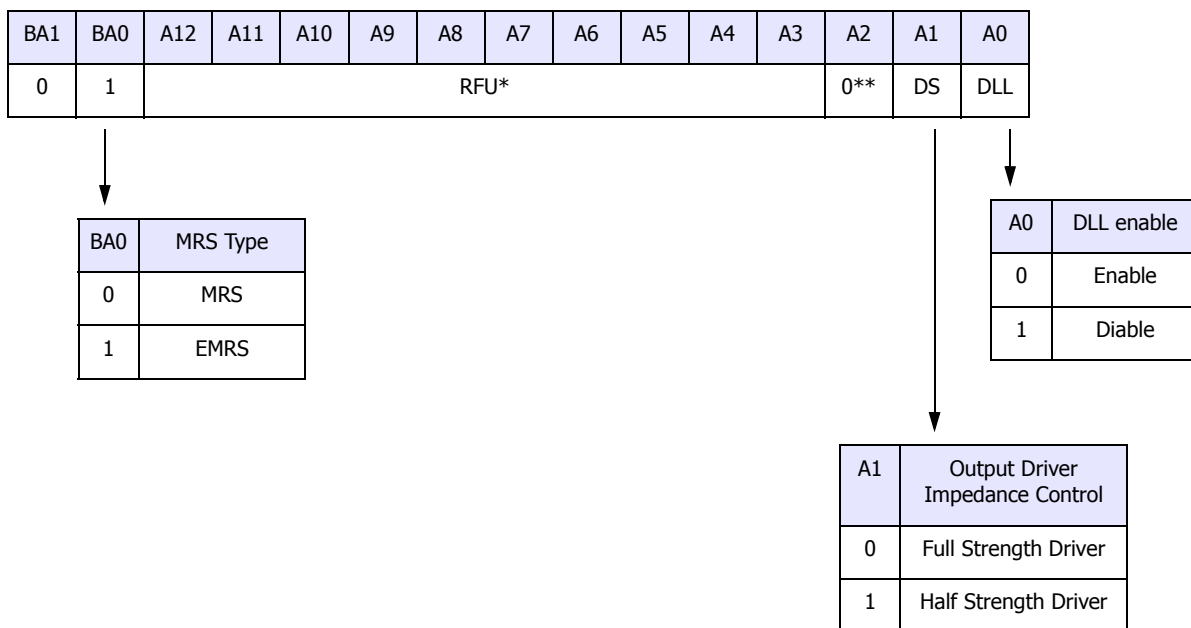 BA1 BA0 A12 A11 A10 A9 A8 A7 A6 A5 A4 A3 A2 A1 A0
0 1 RFU* 0** DS DLL
BA0 MRS Type
0 MRS
1 EMRS
A0 DLL enable
0 Enable
1 Diable
A1 Output Driver
Impedance Control
0 Full Strength Driver
1 Half Strength Driver